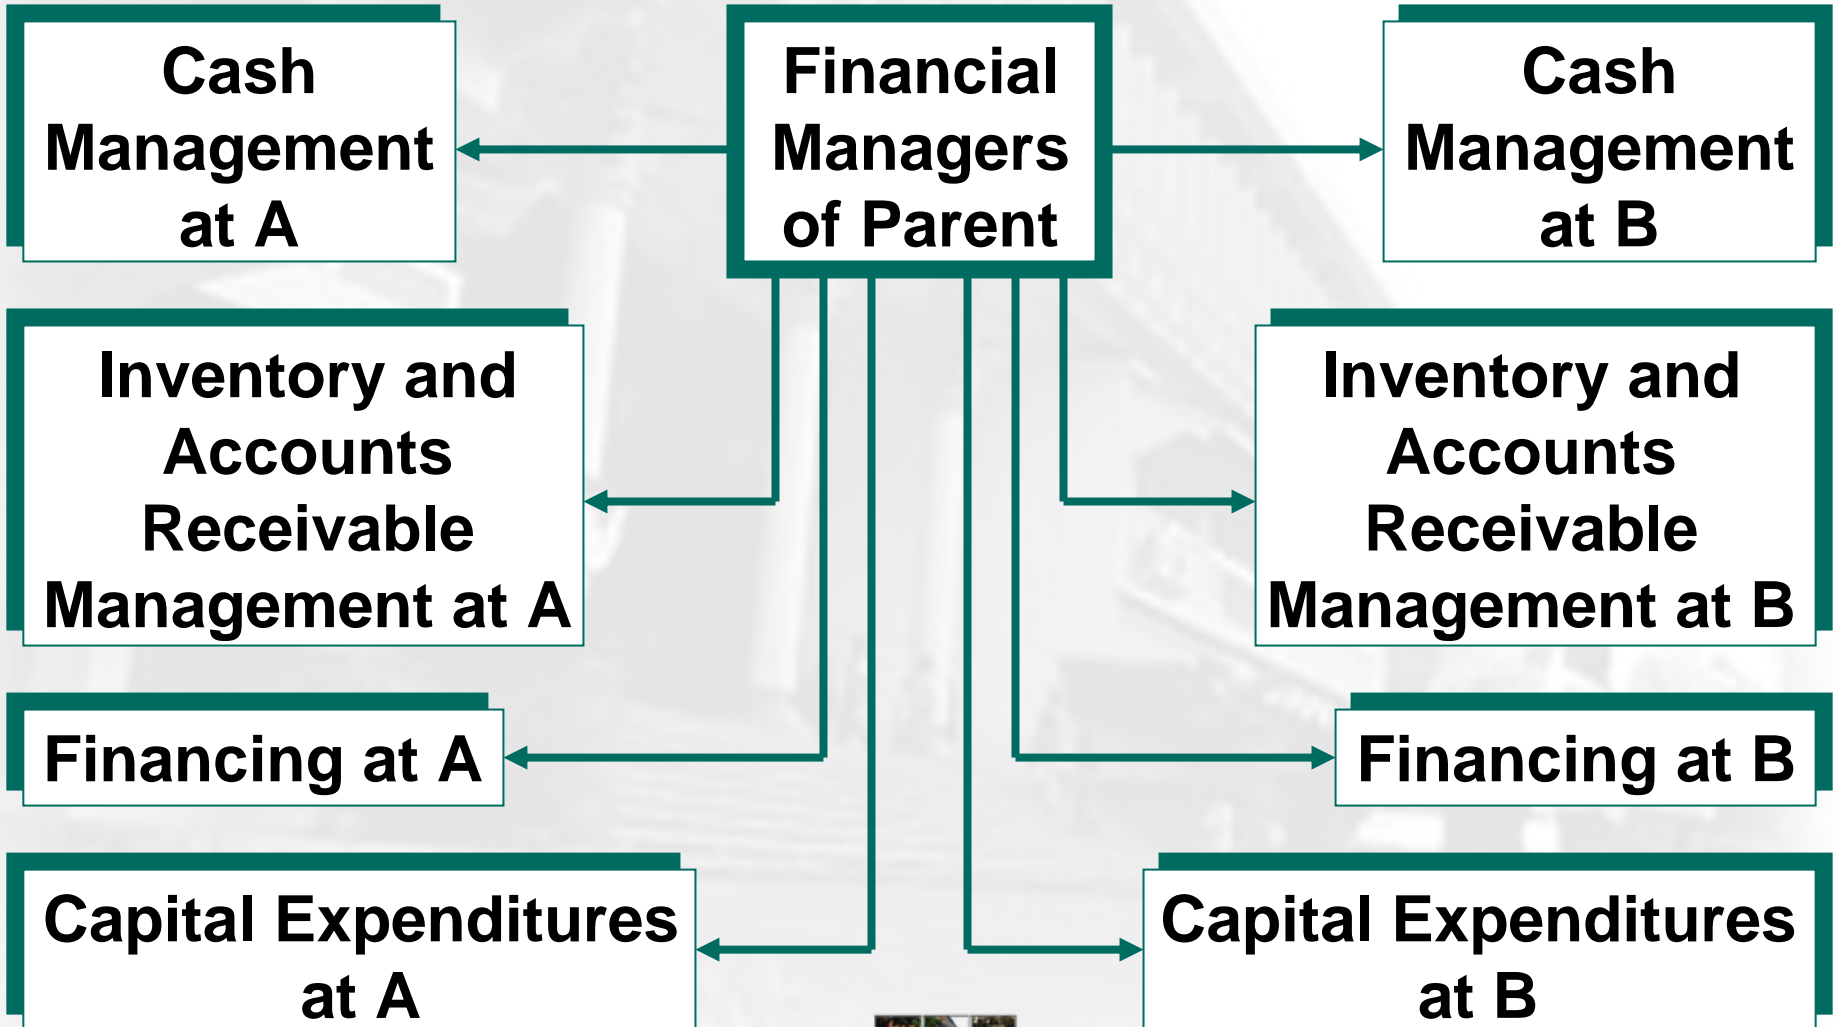 Cash
Management
at A
Financial
Managers
of Parent
Cash
Management
at B
Inventory and
Accounts
Receivable
Management at A
Inventory and
Accounts
Receivable
Management at B
Financing at A
Financing at B
Capital Expenditures
at A
Capital Expenditures
at B